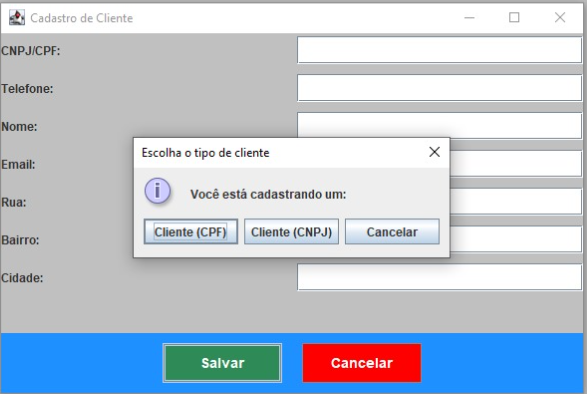 Cadastro de Cliente
CNPJ/CPF:
Telefone:
Nome:
Email:
Rua:
Bairro:
Cidade:
Escolha o tipo de cliente
Você está cadastrando um:
Cliente (CPF) Cliente (CNPJ) Cancelar
Salvar Cancelar